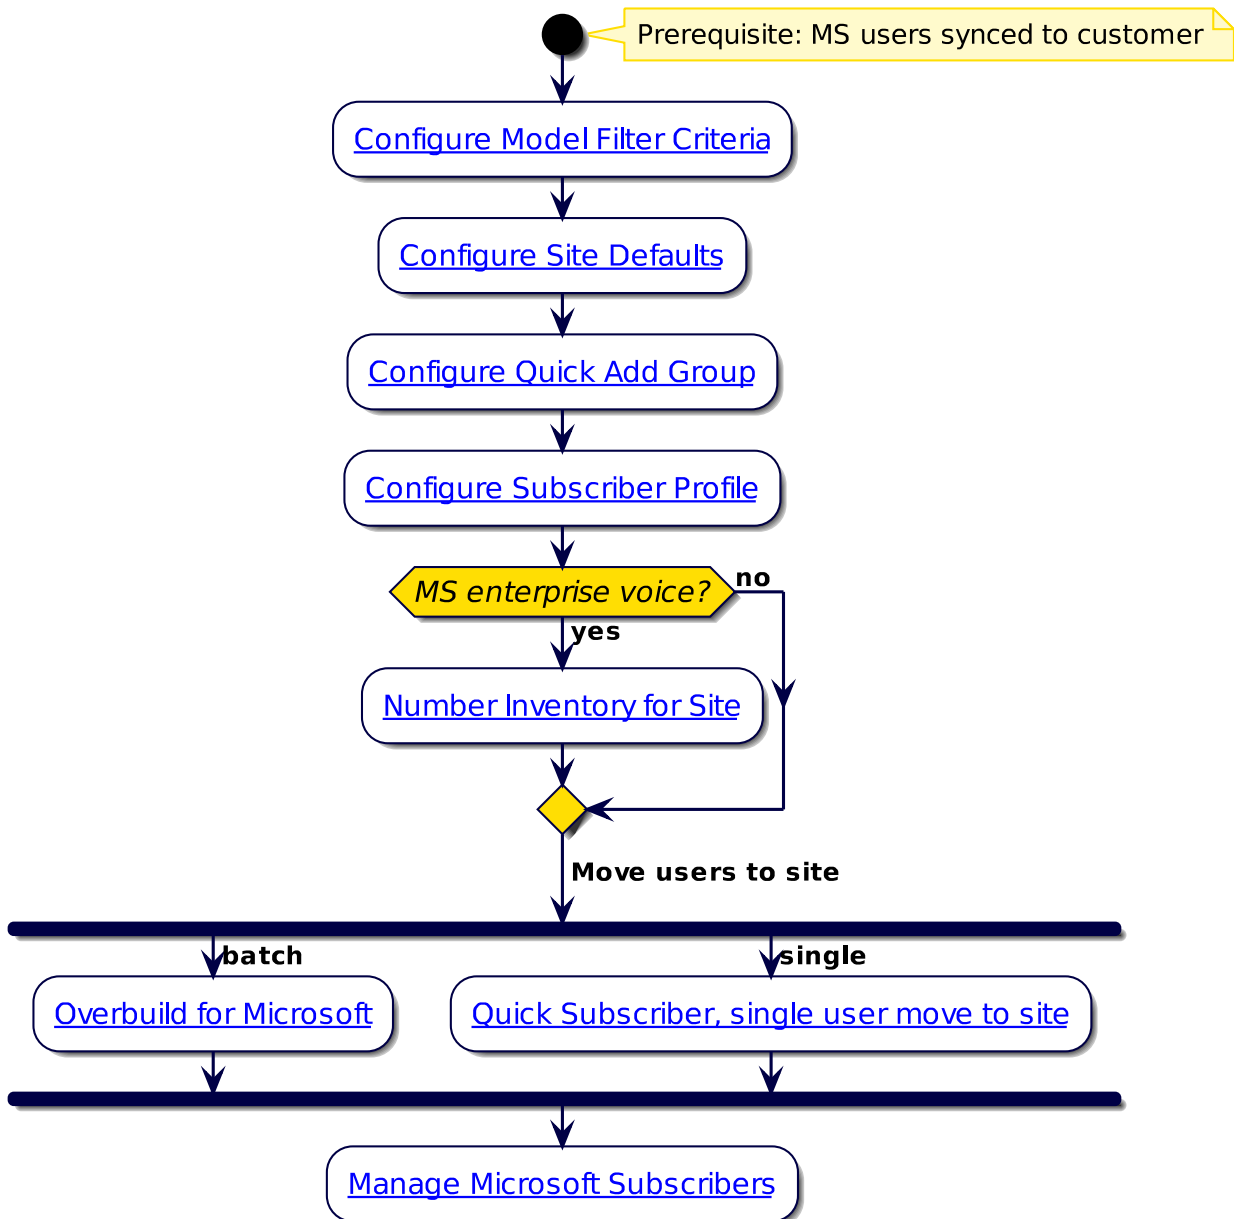 Prerequisite: MS users synced to customer
Configure Model Filter Criteria
Configure Site Defaults
Configure Quick Add Group
Configure Subscriber Profile
MS enterprise voice?
no
yes
Number Inventory for Site
Move users to site
batch
single
Overbuild for Microsoft
Quick Subscriber, single user move to site
Manage Microsoft Subscribers